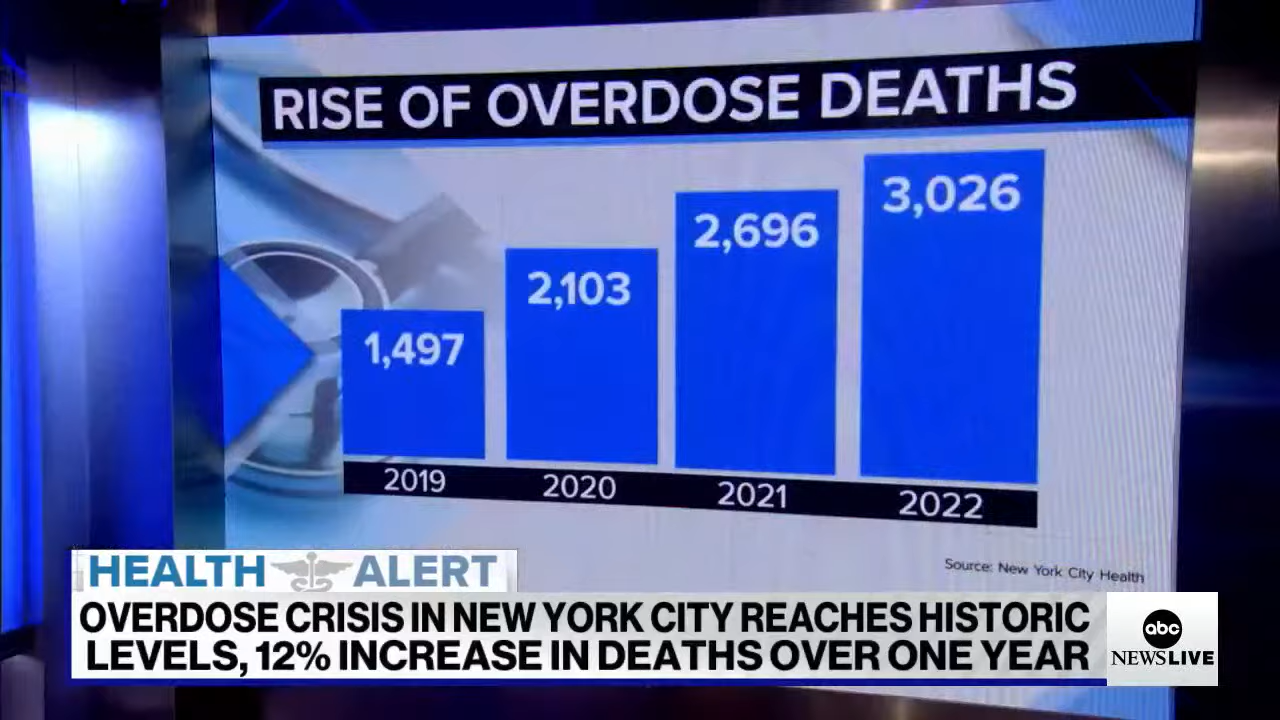 RISE OF OVERDOSE DEATHS
1,497
2,103
2,696
3,026
2019
2020
2021
2022
Source: New York City Health
HEALTH ALERT
OVERDOSE CRISIS IN NEW YORK CITY REACHES HISTORIC
LEVELS, 12% INCREASE IN DEATHS OVER ONE YEAR
abc
NEWS LIVE